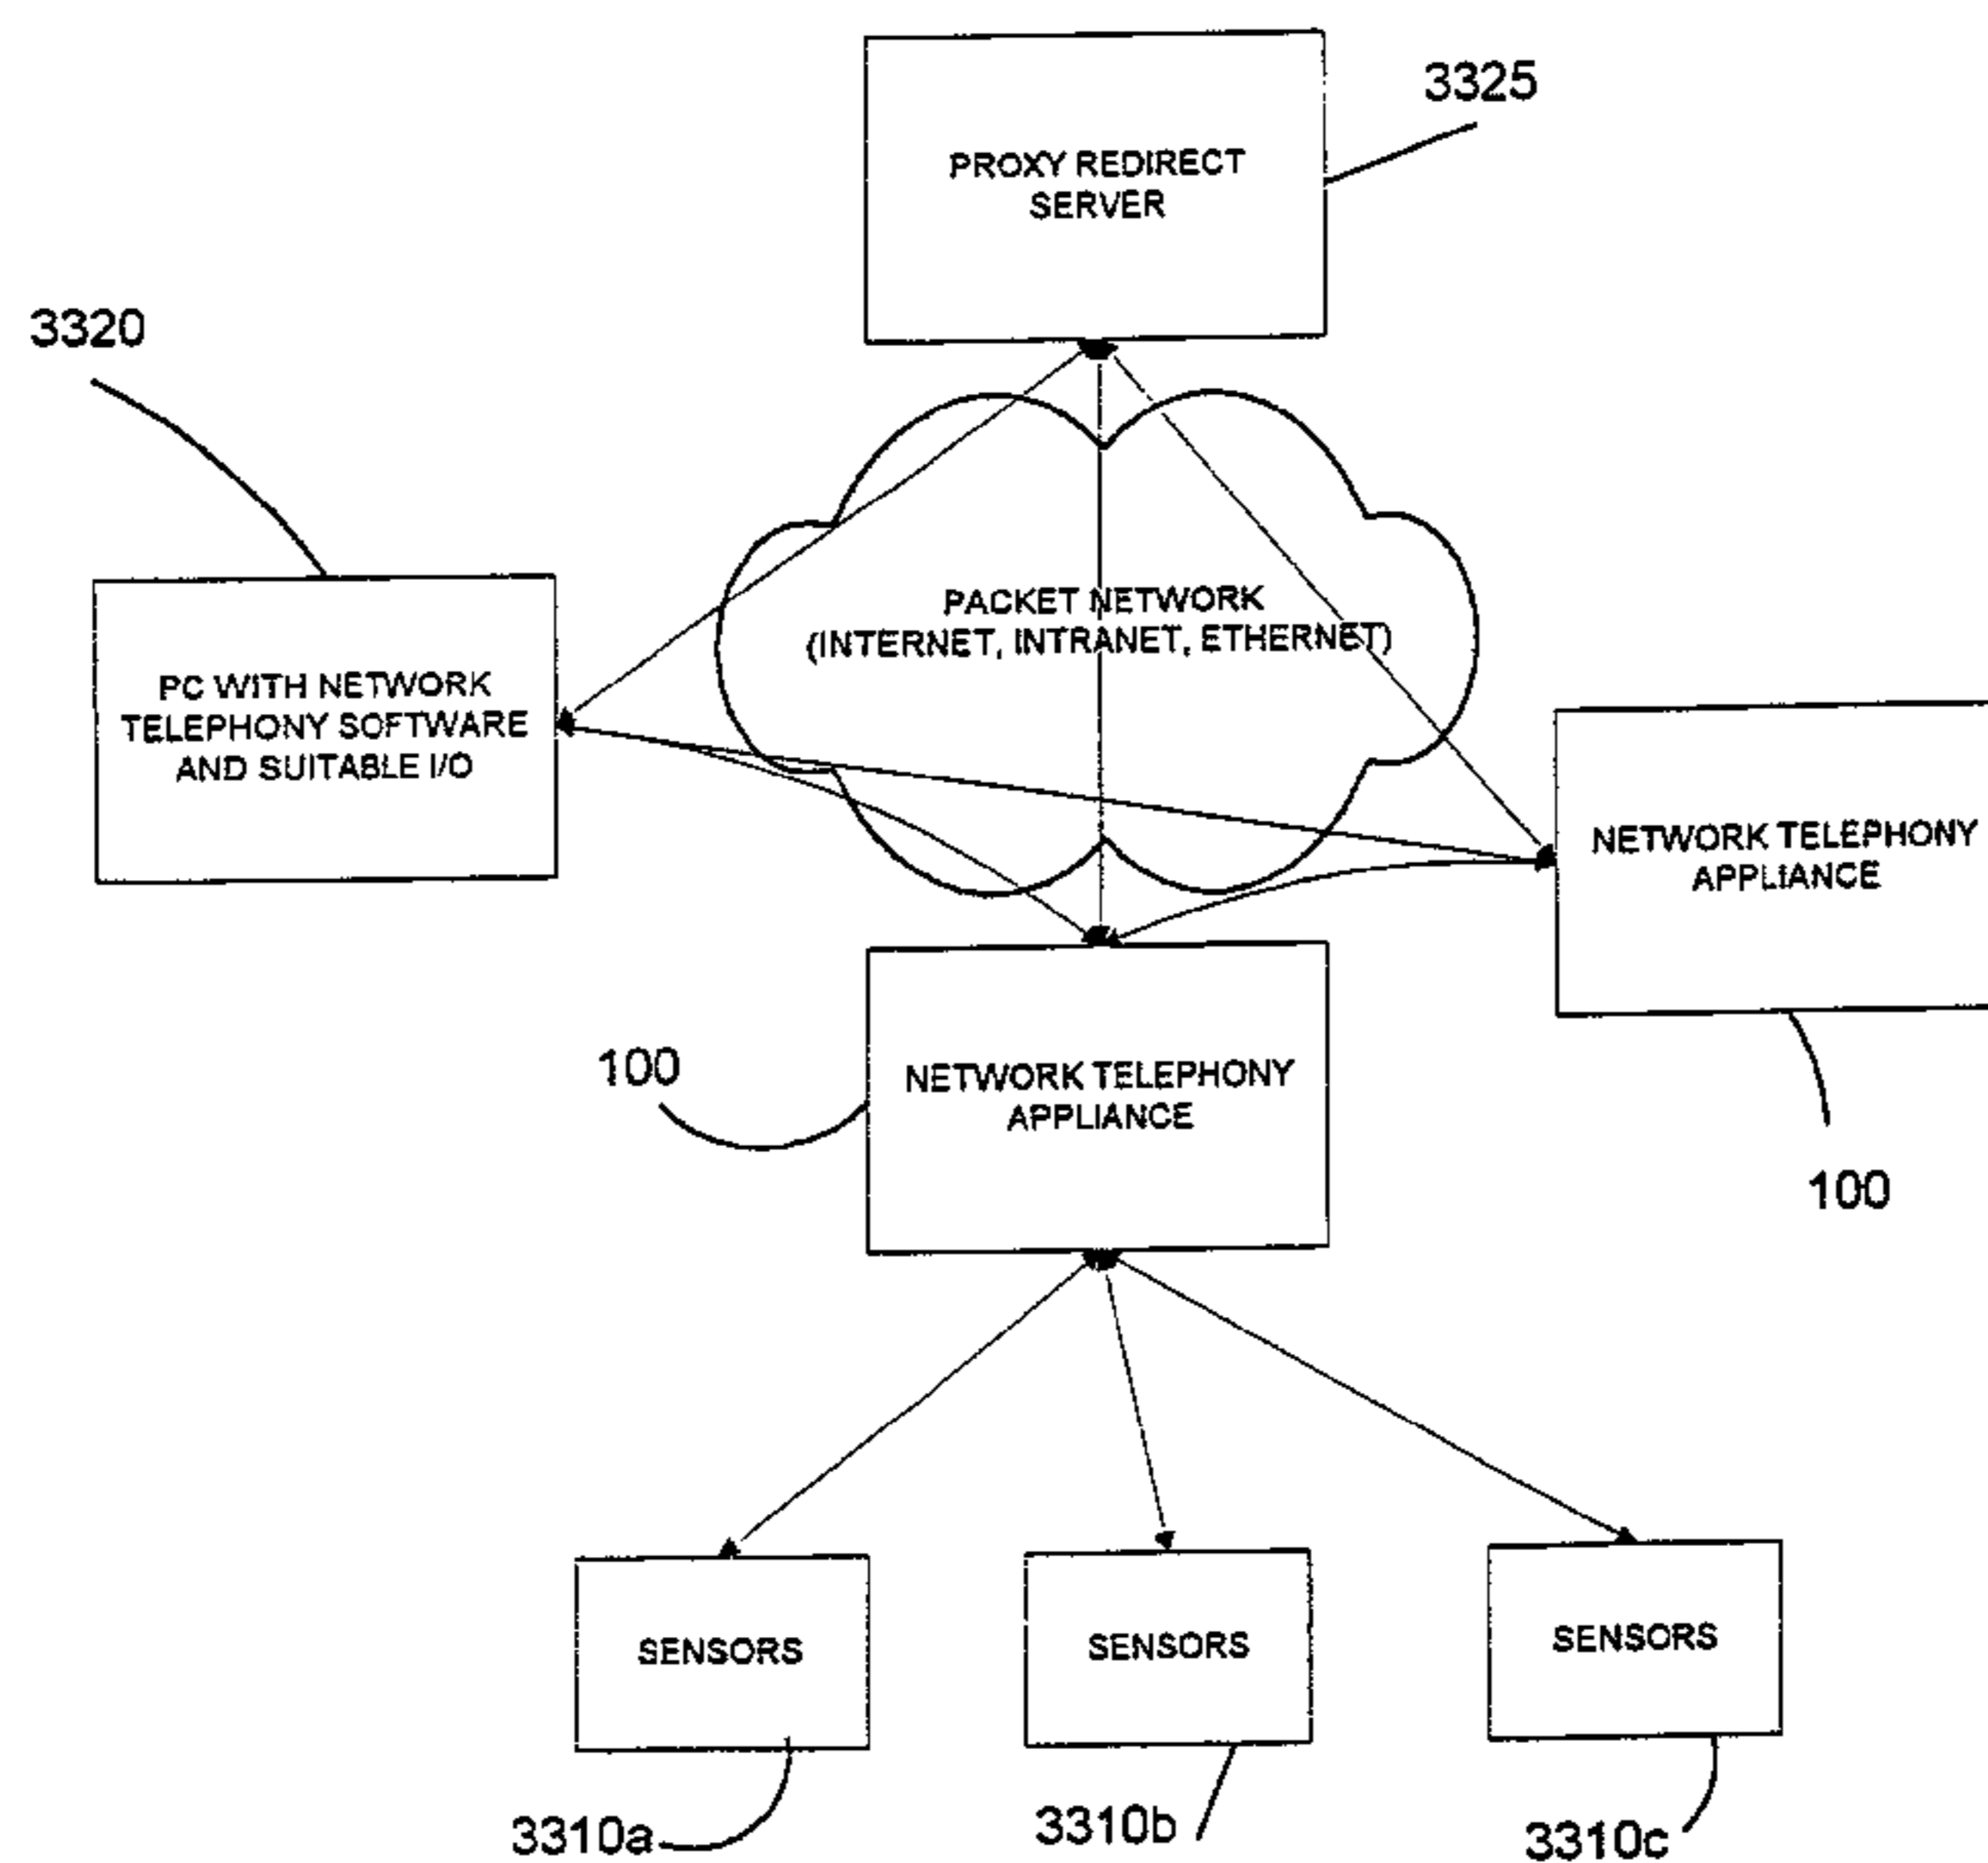 3325
PROXY REDIRECT
SERVER
3320
PACKET NETWORK
(INTERNET, INTRANET, ETHERNET)
PC WITH NETWORK
TELEPHONY SOFTWARE
AND SUITABLE I/O
NETWORK TELEPHONY
APPLIANCE
100
NETWORK TELEPHONY
APPLIANCE
100
SENSORS
SENSORS
SENSORS
3310a
3310b
3310c